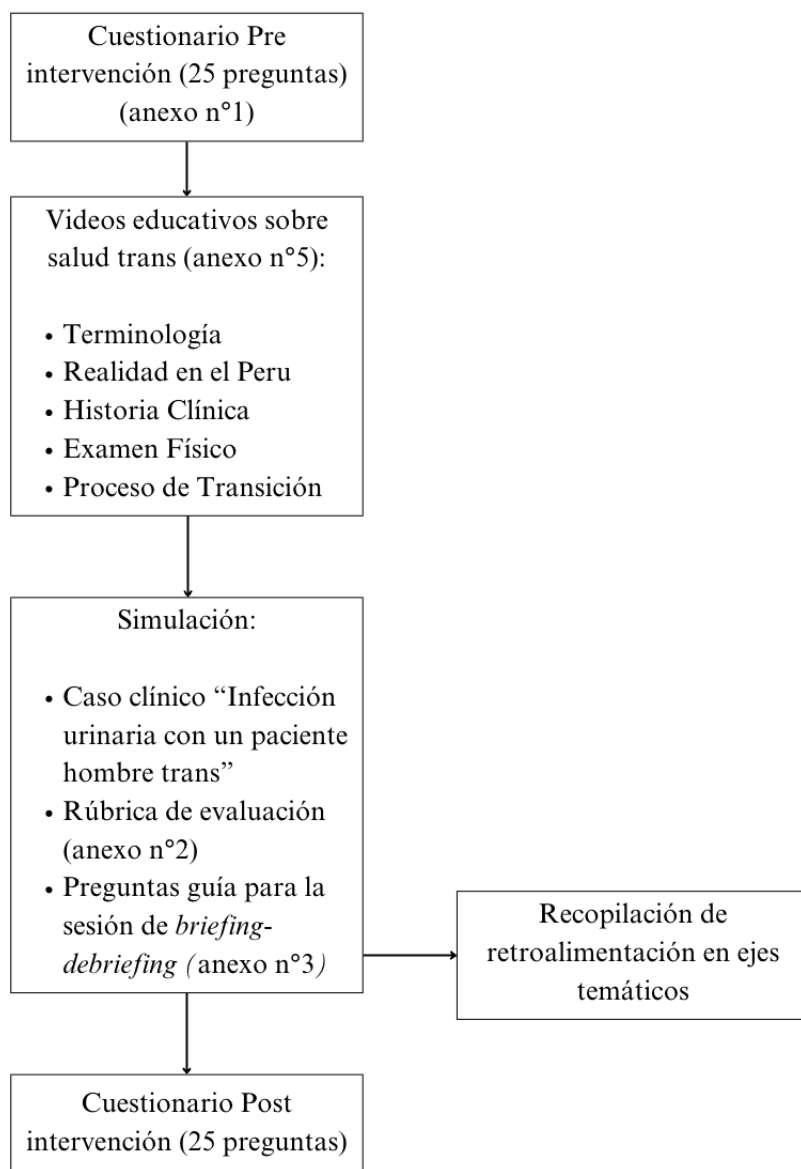 Cuestionario Pre
intervención (25 preguntas)
(anexo n°1)
Videos educativos sobre
salud trans (anexo n°5):
• Terminología
• Realidad en el Peru
• Historia Clínica
• Examen Físico
• Proceso de Transición
Simulación:
• Caso clínico “Infección
urinaria con un paciente
hombre trans”
• Rúbrica de evaluación
(anexo n°2)
• Preguntas guía para la
sesión de briefing-
debriefing (anexo n°3)
Recopilación de
retroalimentación en ejes
temáticos
Cuestionario Post
intervención (25 preguntas)